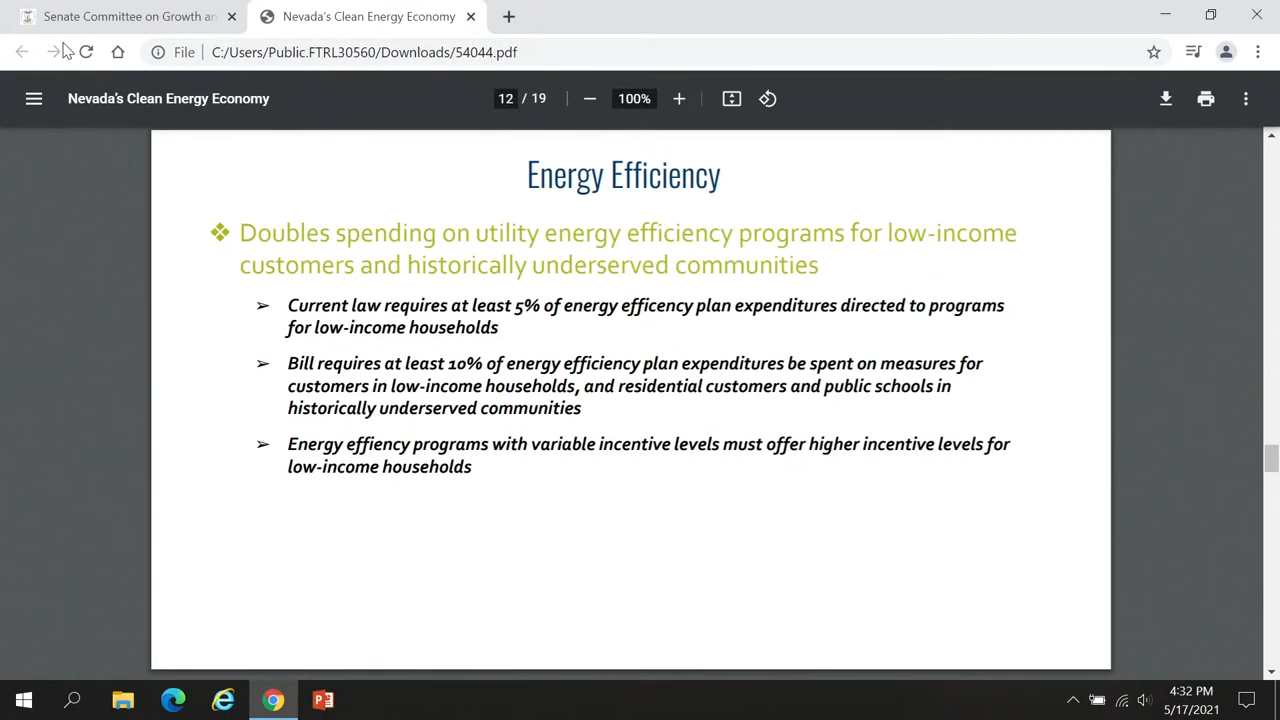 Senate Committee on Growth an
Nevada's Clean Energy Economy
File
C:/Users/Public.FTRL30560/Downloads/54044.pdf
Nevada's Clean Energy Economy
12 / 19
100%
Energy Efficiency
❖ Doubles spending on utility energy efficiency programs for low-income
customers and historically underserved communities
➢ Current law requires at least 5% of energy efficency plan expenditures directed to programs
for low-income households
➢ Bill requires at least 10% of energy efficiency plan expenditures be spent on measures for
customers in low-income households, and residential customers and public schools in
historically underserved communities
➢ Energy effiency programs with variable incentive levels must offer higher incentive levels for
low-income households
4:32 PM
5/17/2021